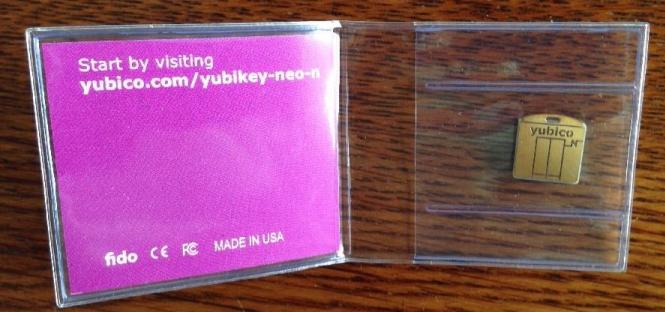 Start by visiting
yubico.com/yubikey-neo-n
fido CE FC MADE IN USA
yubico
N